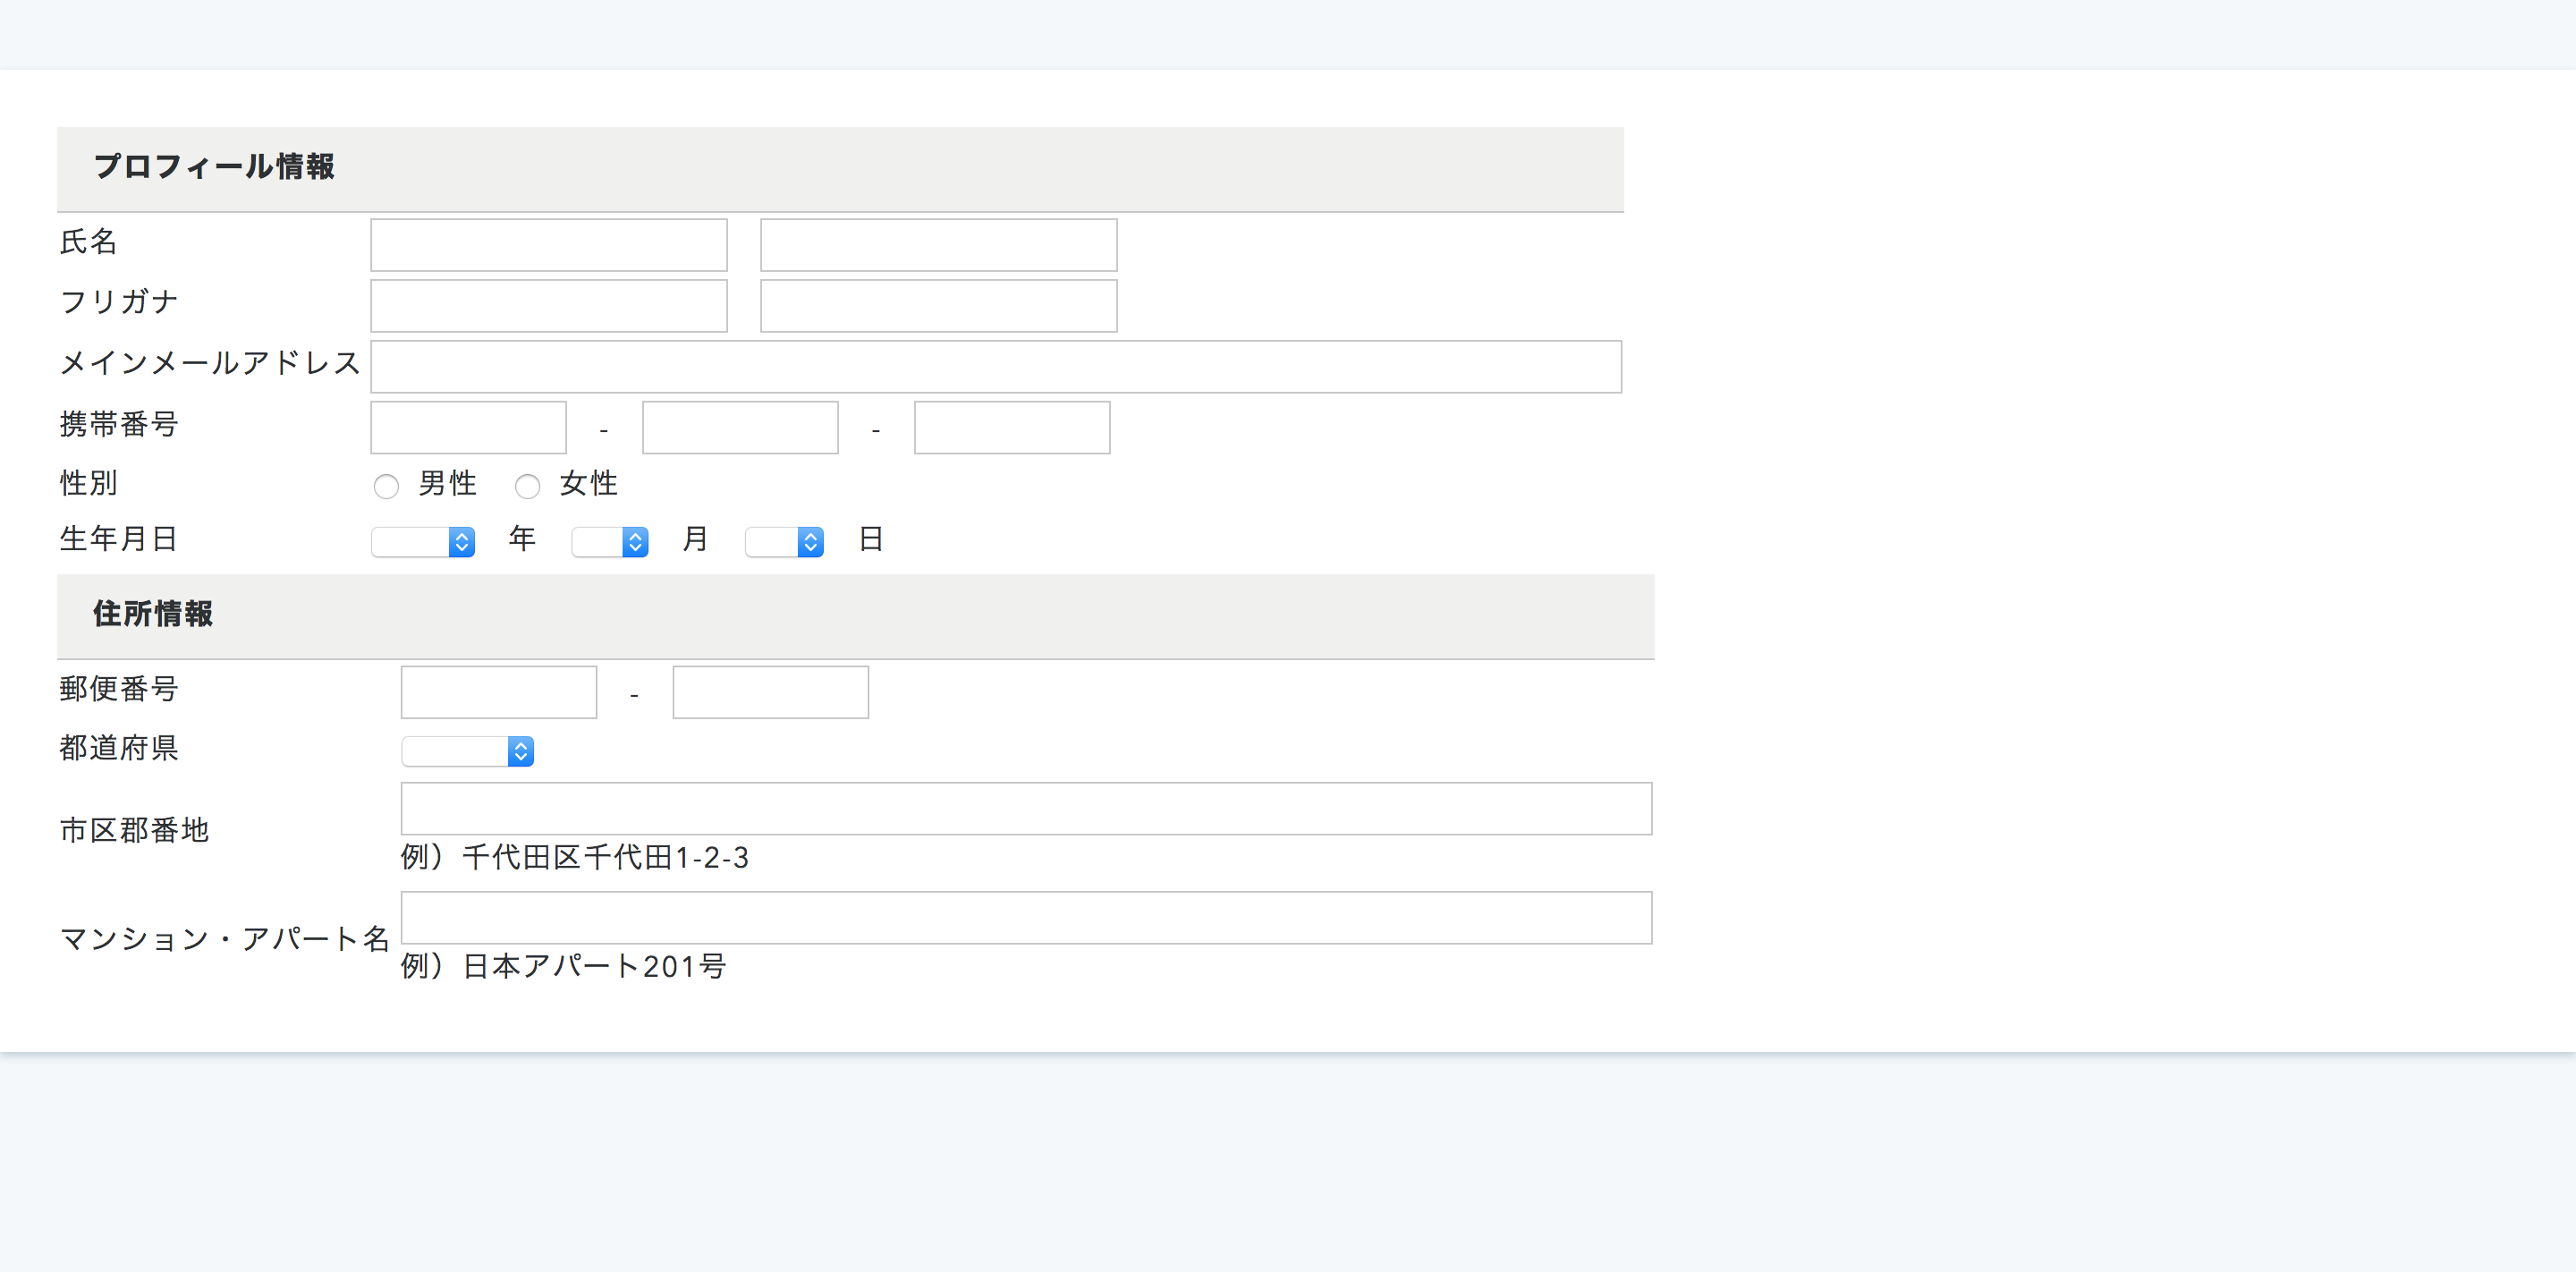 プロフィール情報
氏名
フリガナ
メインメールアドレス
携帯番号 - -
性別 男性 女性
生年月日 年 月 日
住所情報
郵便番号 -
都道府県
市区郡番地
例）千代田区千代田1-2-3
マンション・アパート名
例）日本アパート201号